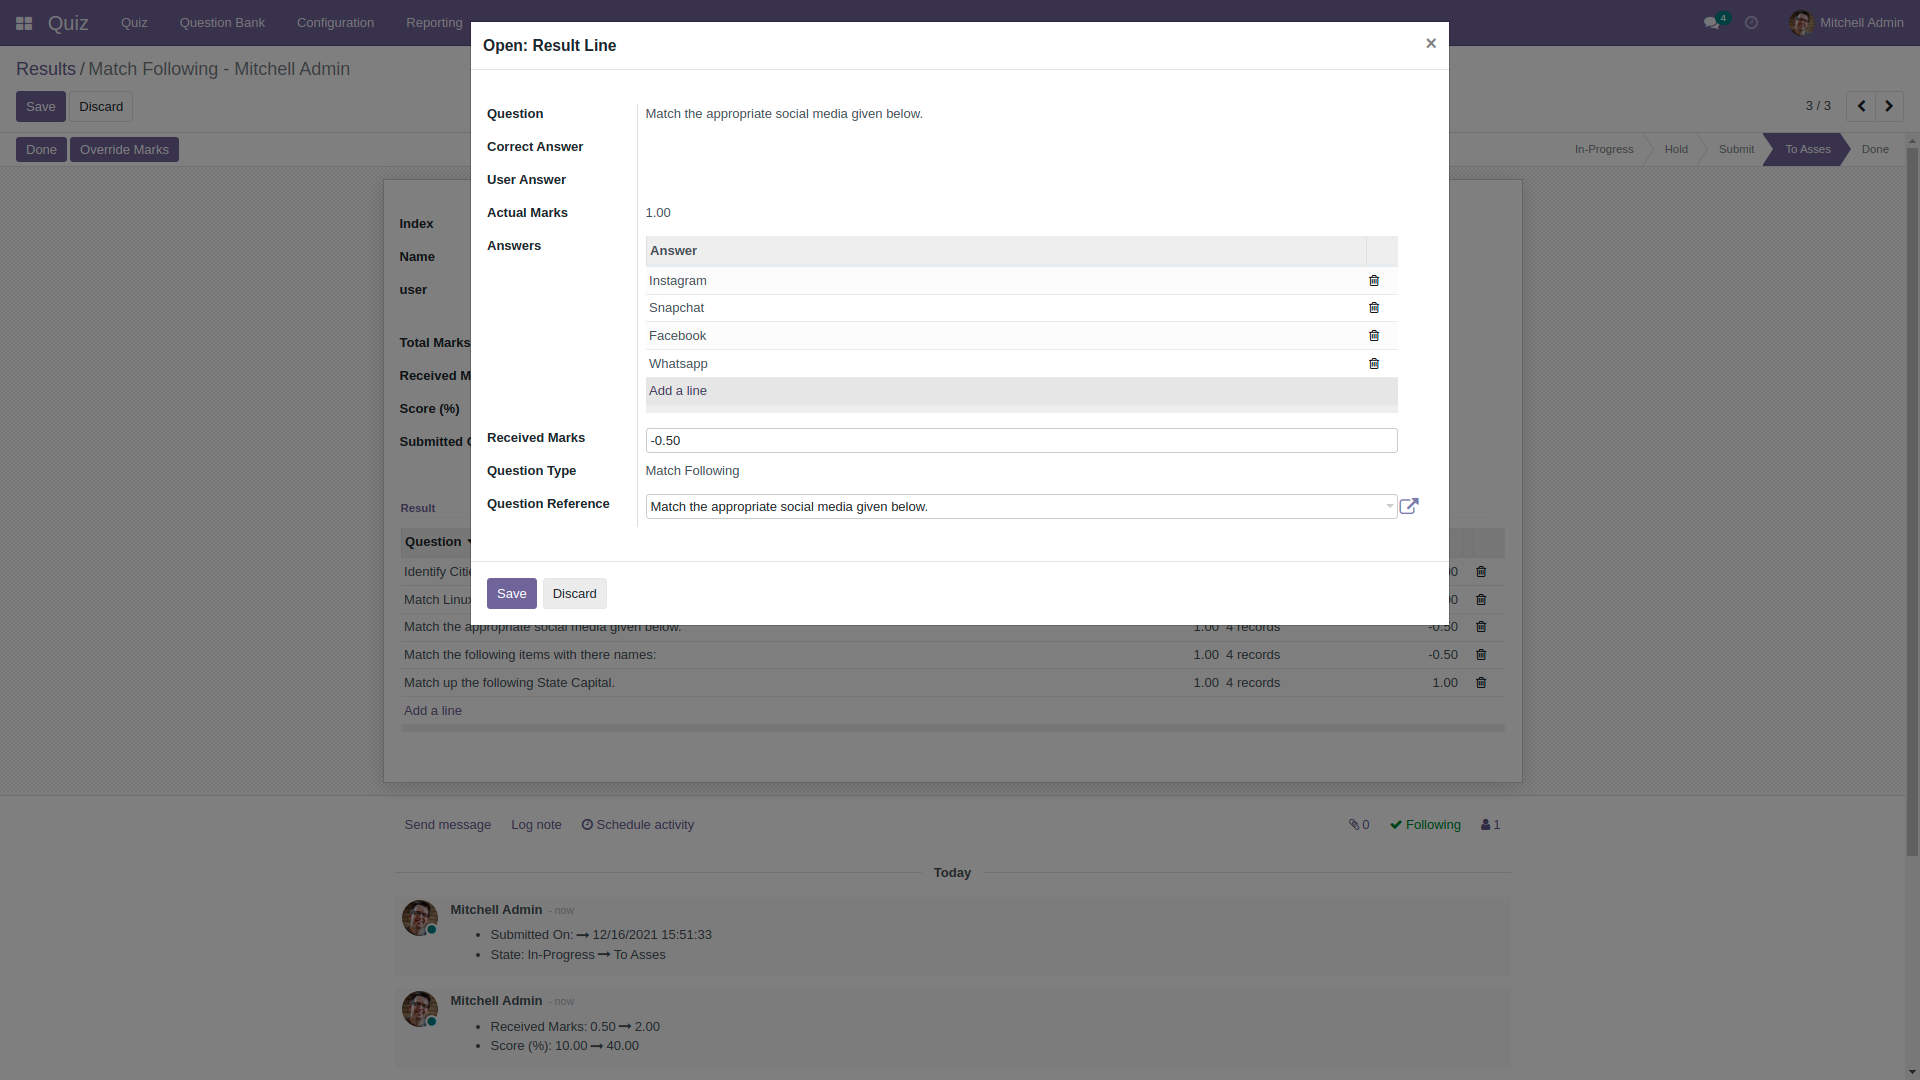 Quiz Quiz Question Bank Configuration Reporting 4 Mitchell Admin
Results / Match Following - Mitchell Admin
Save Discard 3 / 3
Done Override Marks In-Progress Hold Submit To Asses Done
Open: Result Line ×
Question Match the appropriate social media given below.
Correct Answer
User Answer
Actual Marks 1.00
Answers
Answer
Instagram
Snapchat
Facebook
Whatsapp
Add a line
Received Marks -0.50
Question Type Match Following
Question Reference Match the appropriate social media given below.
Save Discard
Index
Name
user
Total Marks
Received M
Score (%)
Submitted
Result
Question
Identify Citi
Match Linux
Match the appropriate social media given below. 1.00 4 records -0.50
Match the following items with there names: 1.00 4 records -0.50
Match up the following State Capital. 1.00 4 records 1.00
Add a line
Send message Log note Schedule activity 0 Following 1
Today
Mitchell Admin - now
• Submitted On: → 12/16/2021 15:51:33
• State: In-Progress → To Asses
Mitchell Admin - now
• Received Marks: 0.50 → 2.00
• Score (%): 10.00 → 40.00